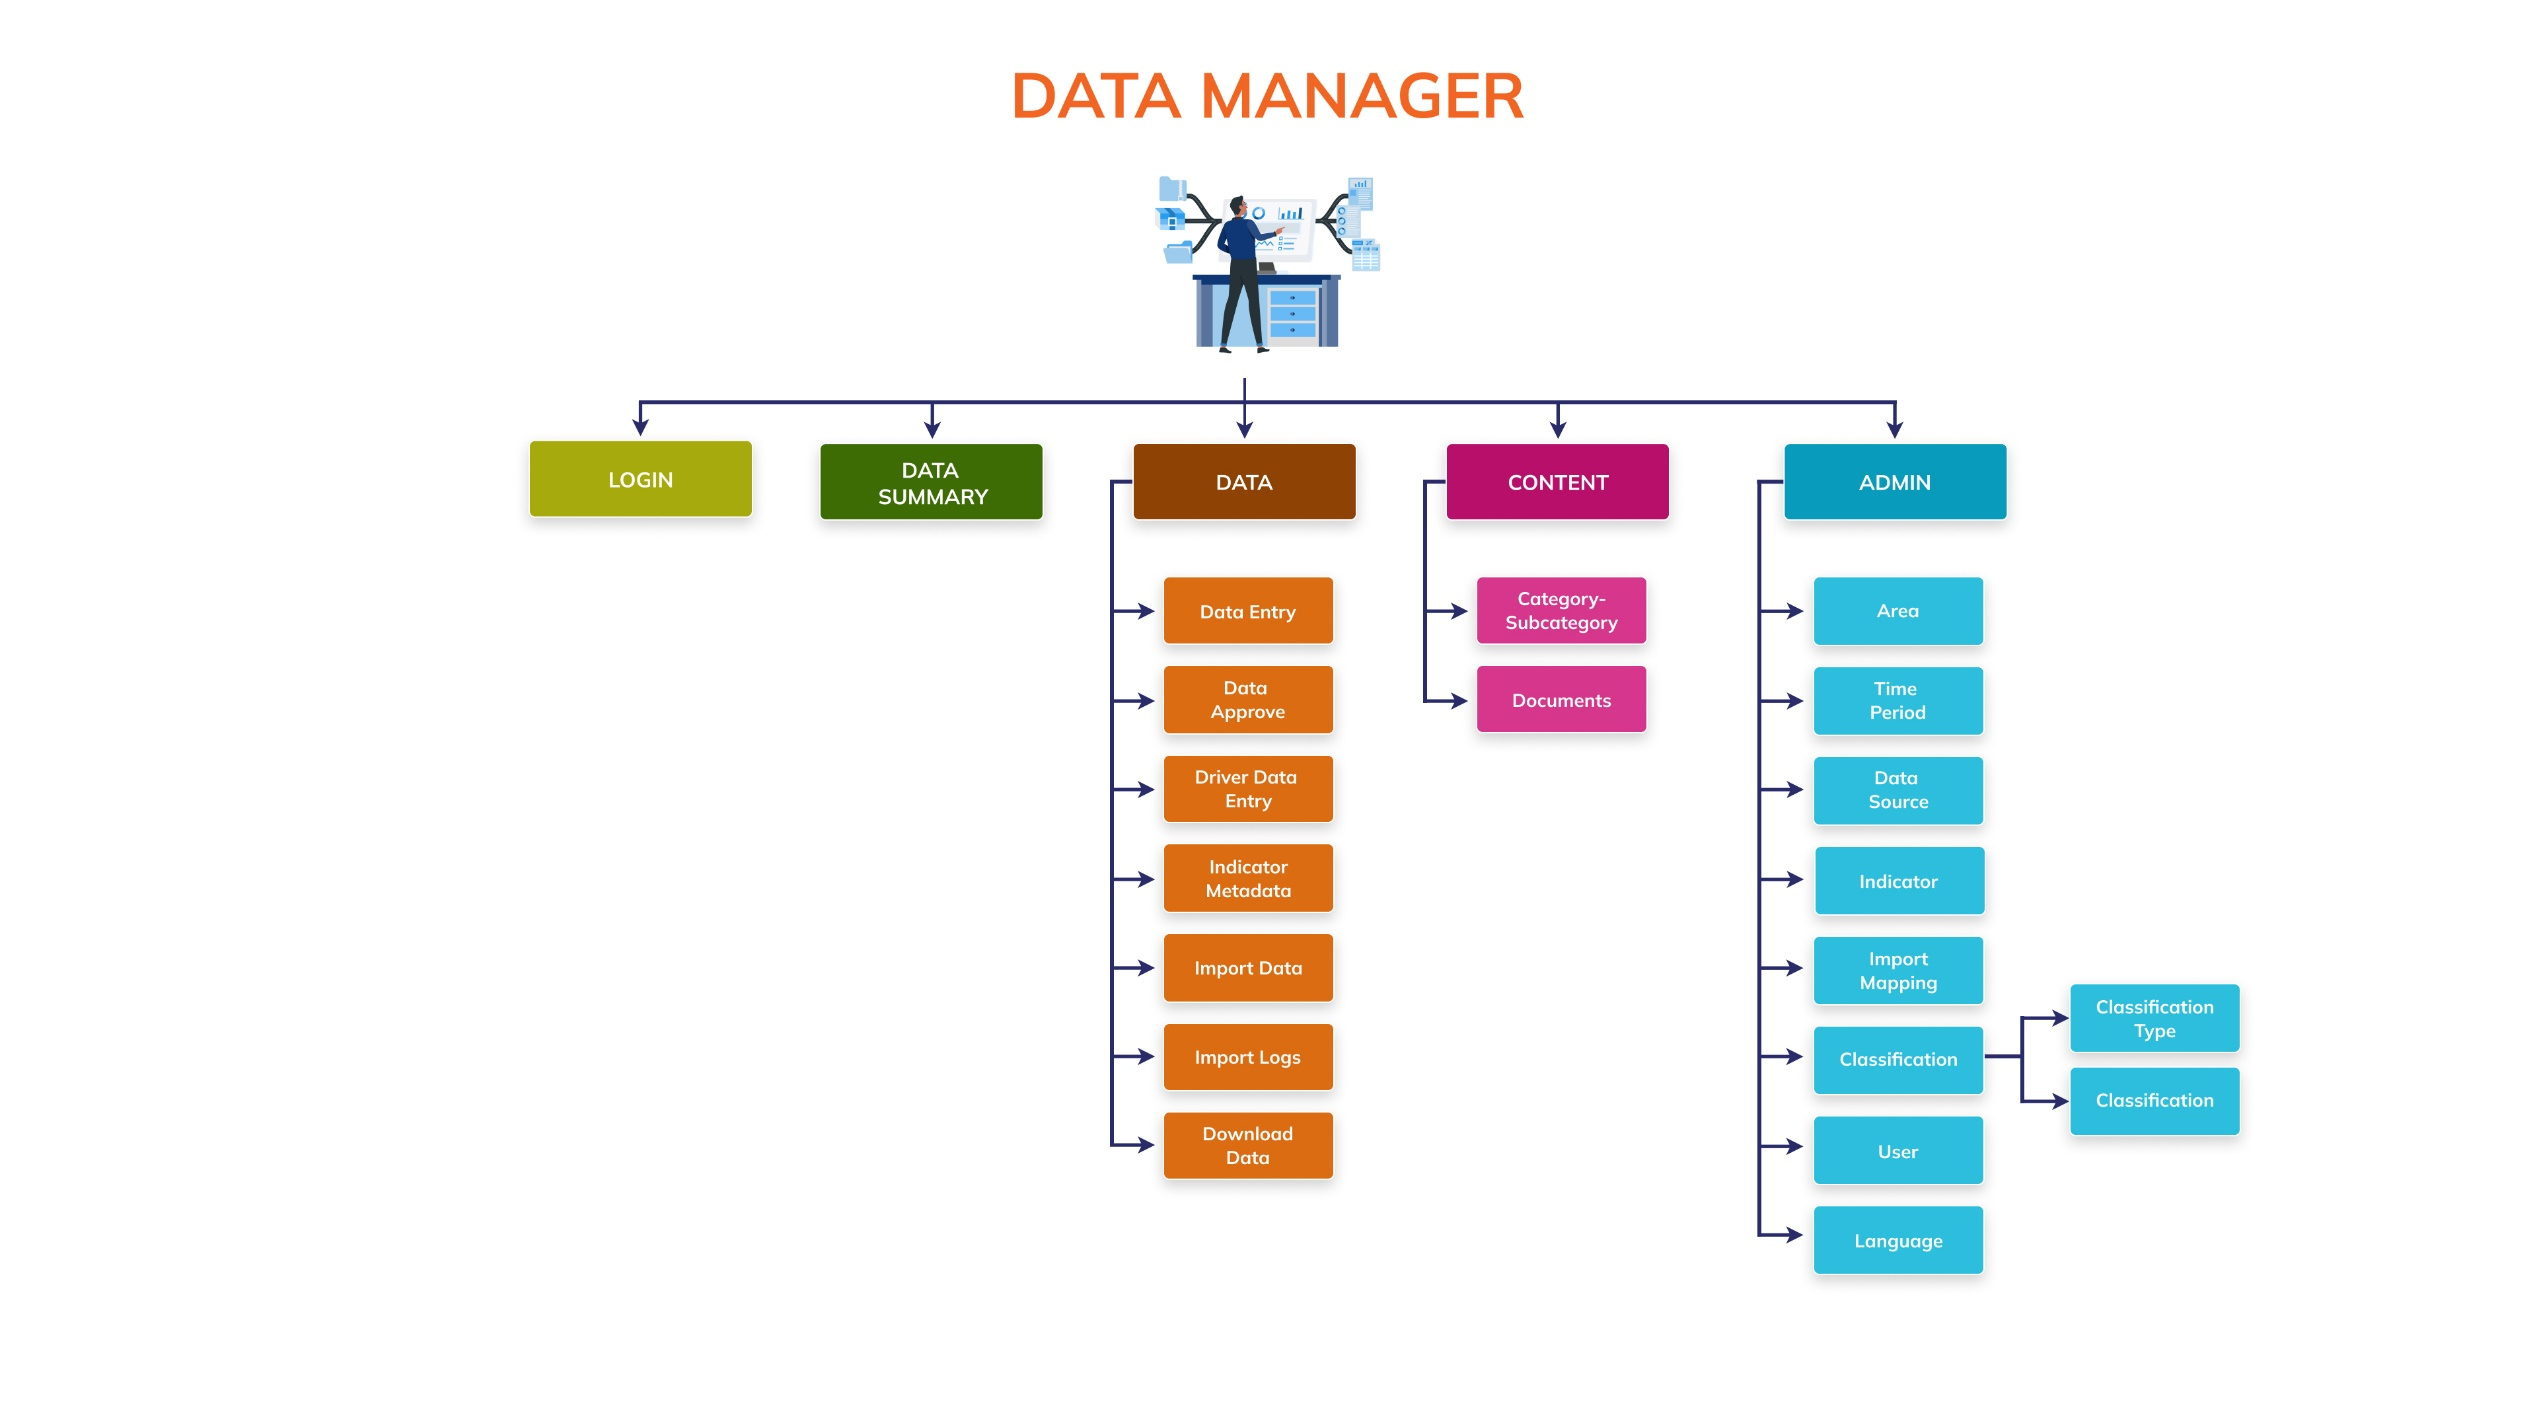 DATA MANAGER
LOGIN
DATA
SUMMARY
DATA
CONTENT
ADMIN
Data Entry
Data
Approve
Driver Data
Entry
Indicator
Metadata
Import Data
Import Logs
Download
Data
Category-
Subcategory
Documents
Area
Time
Period
Data
Source
Indicator
Import
Mapping
Classification
Classification
Type
Classification
User
Language